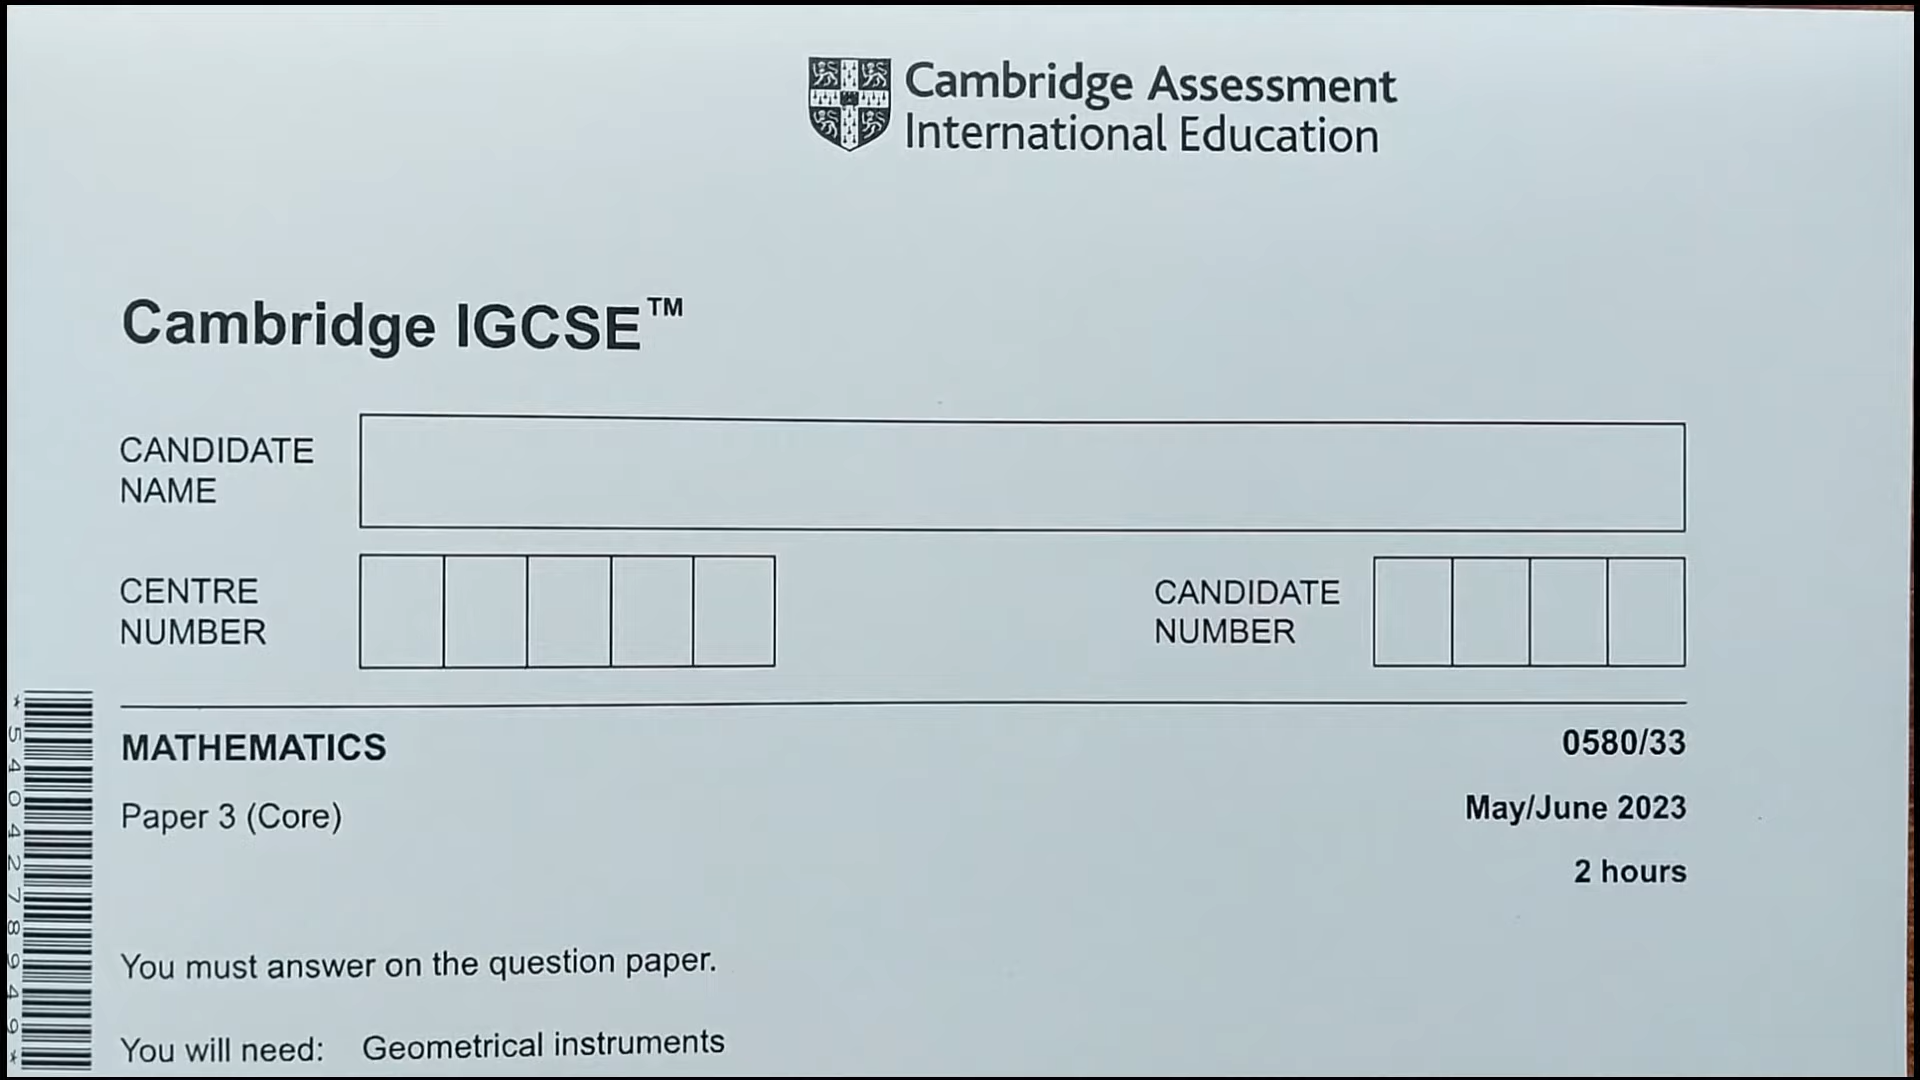 Cambridge Assessment
International Education
Cambridge IGCSE™
CANDIDATE
NAME
CENTRE
NUMBER
CANDIDATE
NUMBER
MATHEMATICS
0580/33
Paper 3 (Core)
May/June 2023
2 hours
You must answer on the question paper.
You will need: Geometrical instruments
*5404278949*